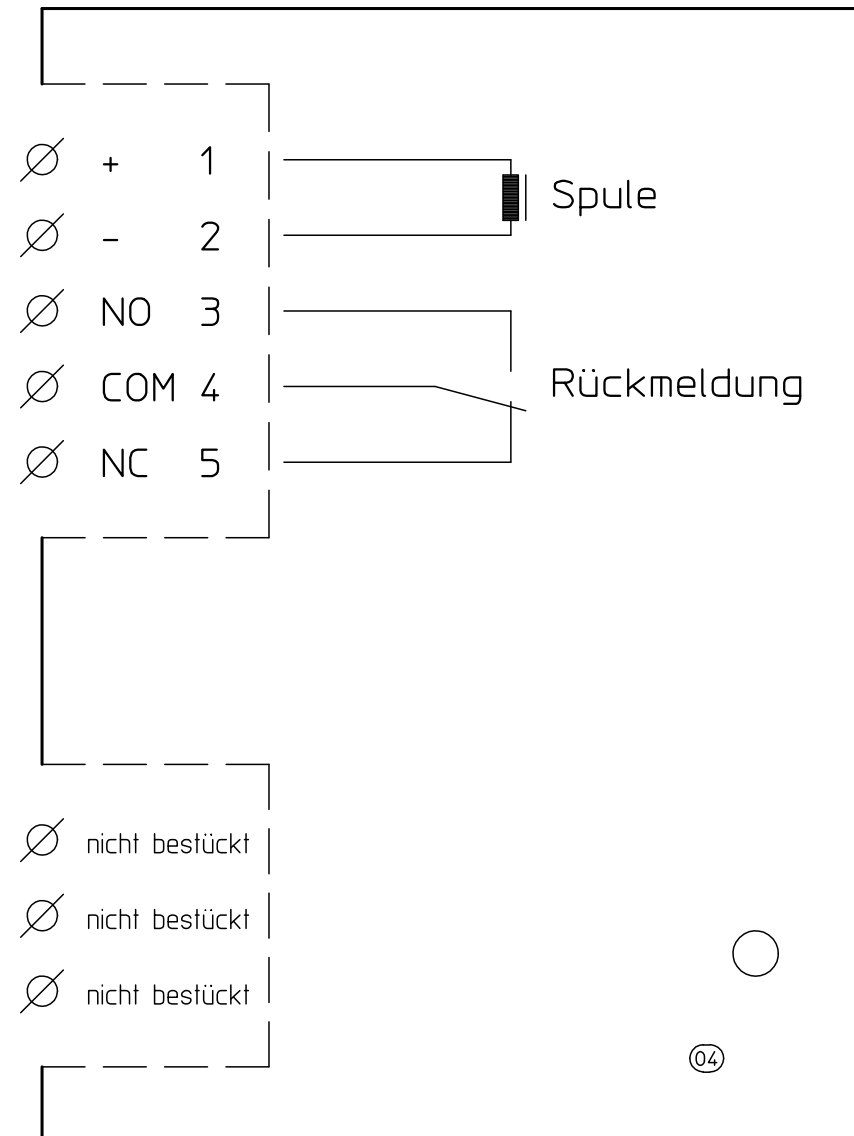 + 1
- 2
Spule
NO 3
COM 4
Rückmeldung
NC 5
nicht bestückt
nicht bestückt
nicht bestückt
04